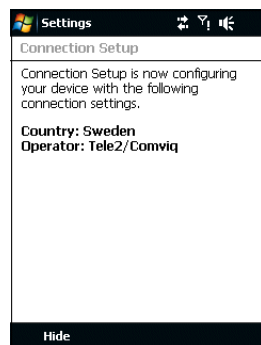 Settings
Connection Setup
Connection Setup is now configuring
your device with the following
connection settings.
Country: Sweden
Operator: Tele2/Comviq
Hide